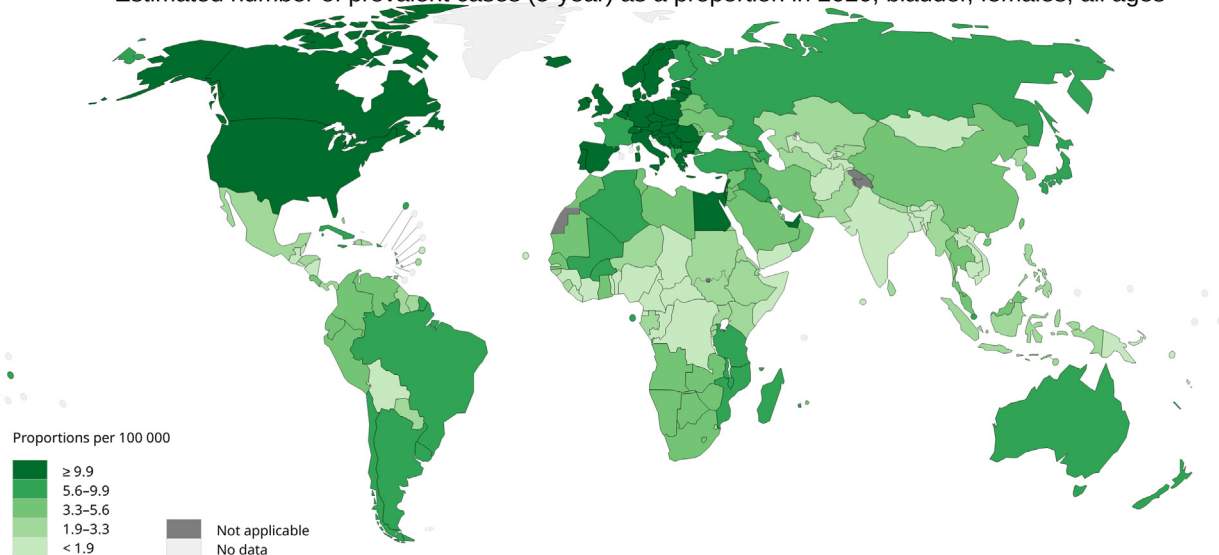 Estimated number of prevalent cases (5-year) as a proportion in 2020, bladder, females, all ages
Proportions per 100 000
≥ 9.9
5.6–9.9
3.3–5.6
1.9–3.3
< 1.9
Not applicable
No data